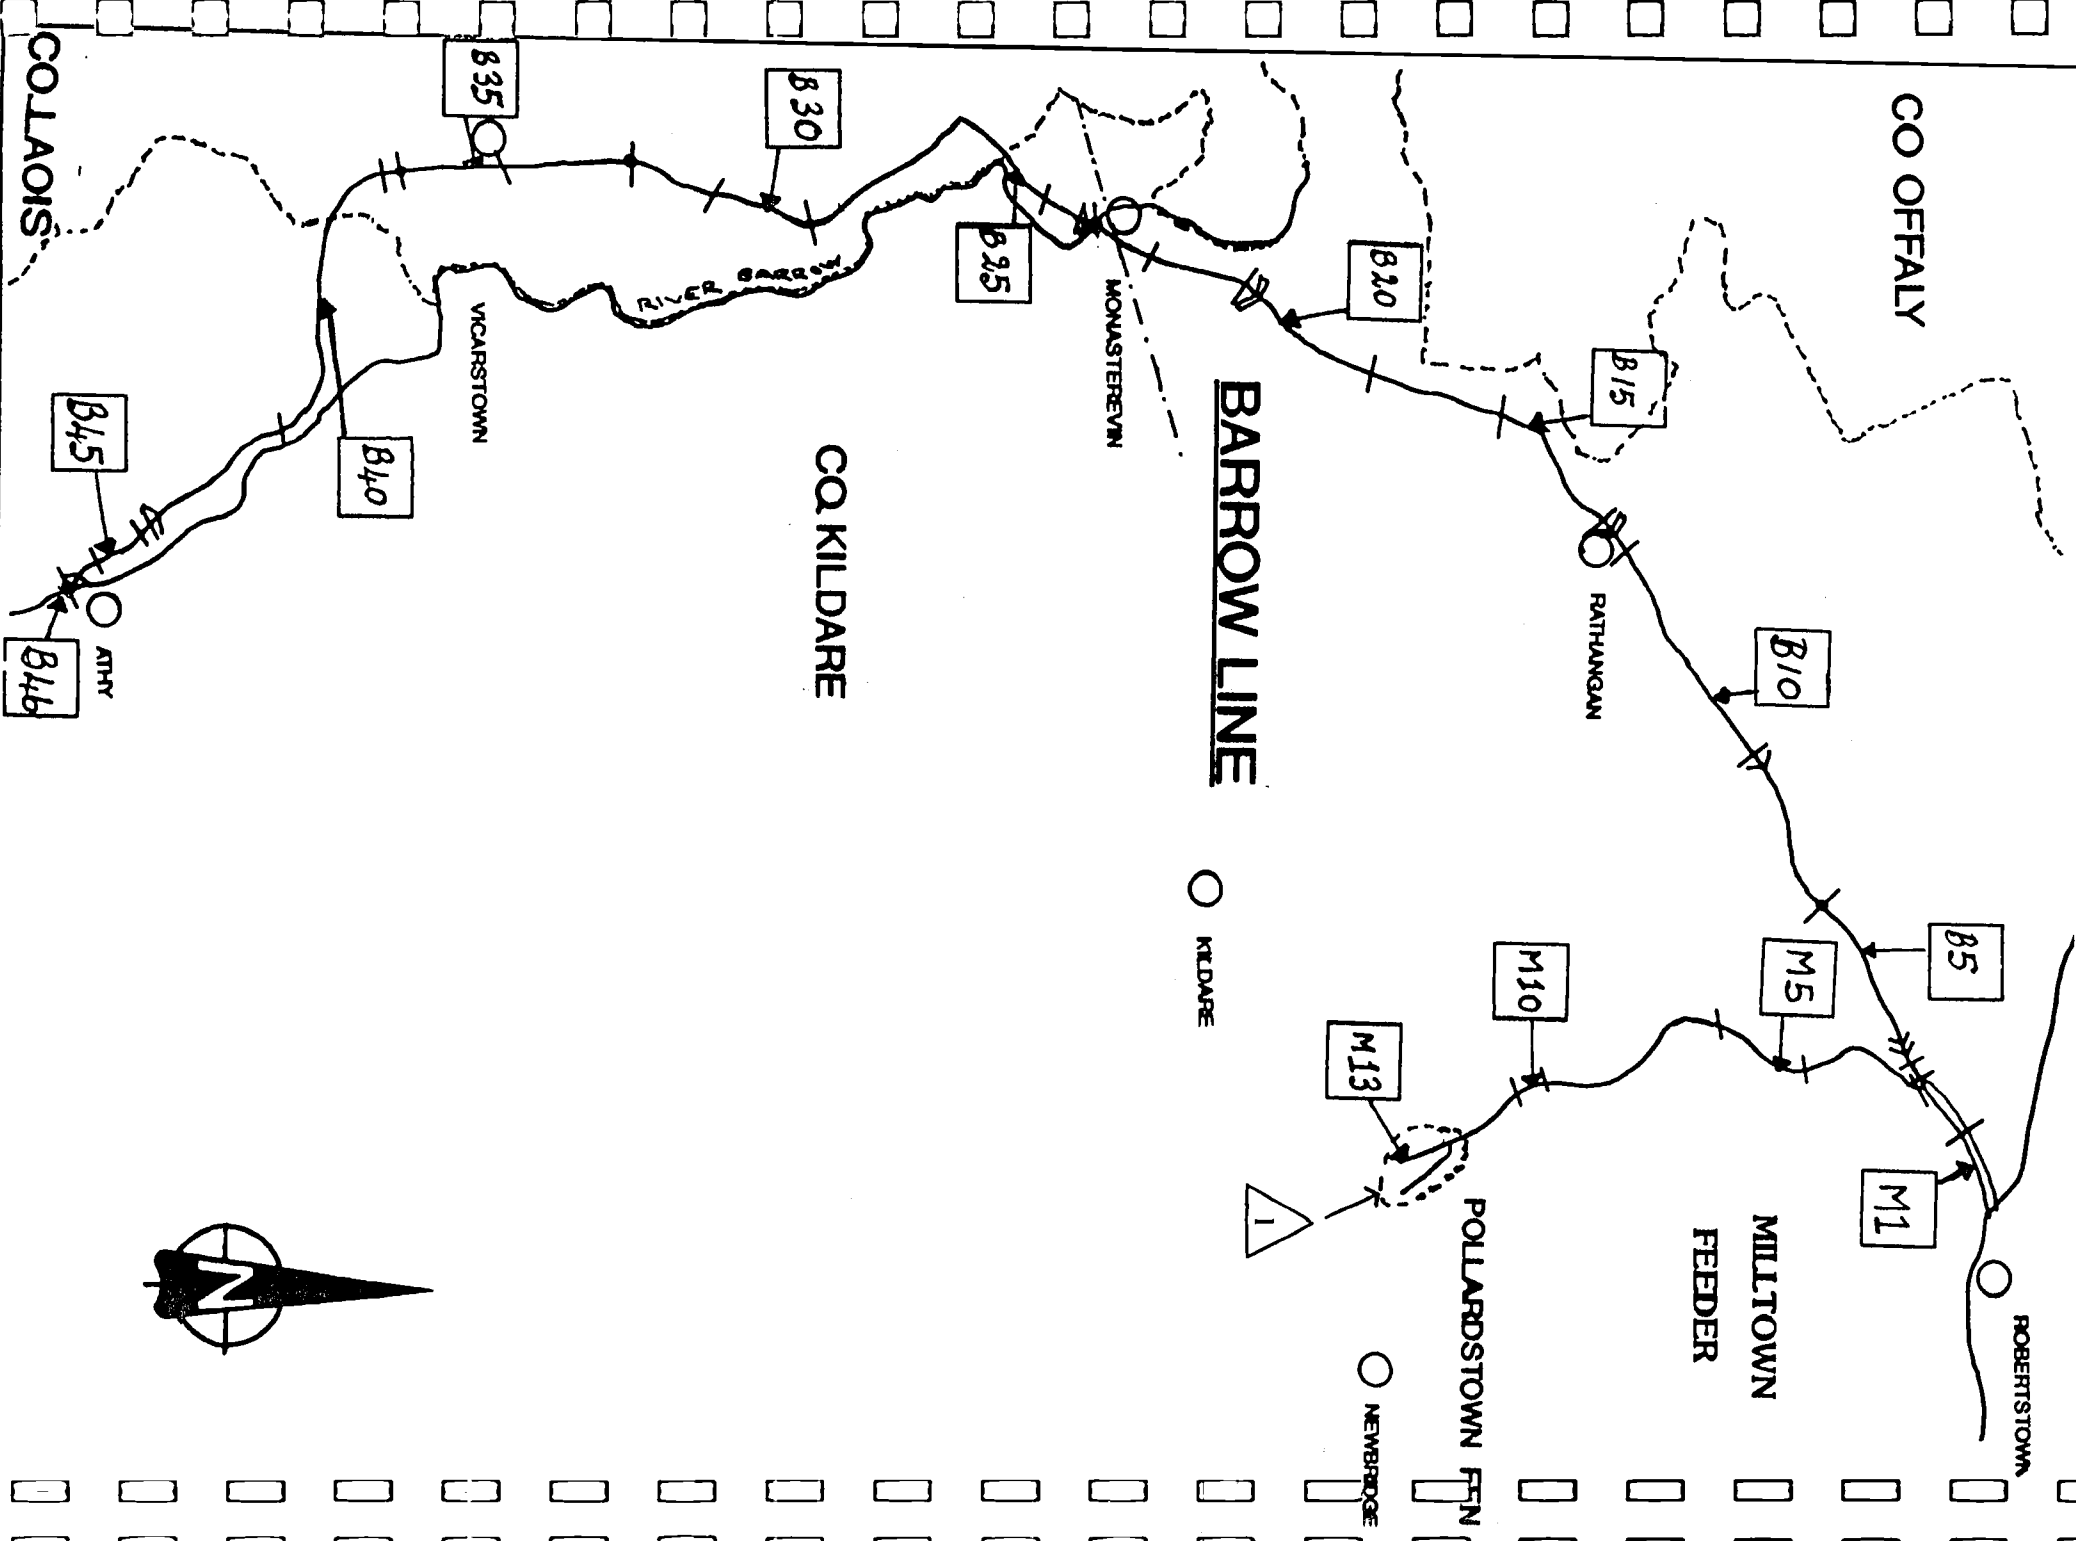 CO OFFALY
ROBERTSTOWN
M1
B5
MILLTOWN
FEEDER
M5
B10
B15
RATHANGAN
M10
POLLARDSTOWN FEN
M13
1
NEWBRIDGE
B20
BARROW LINE
KILDARE
MONASTEREVIN
B25
CO. KILDARE
B30
RIVER BARROW
B35
VICARSTOWN
B40
B45
ATHY
B46
CO. LAOIS
N